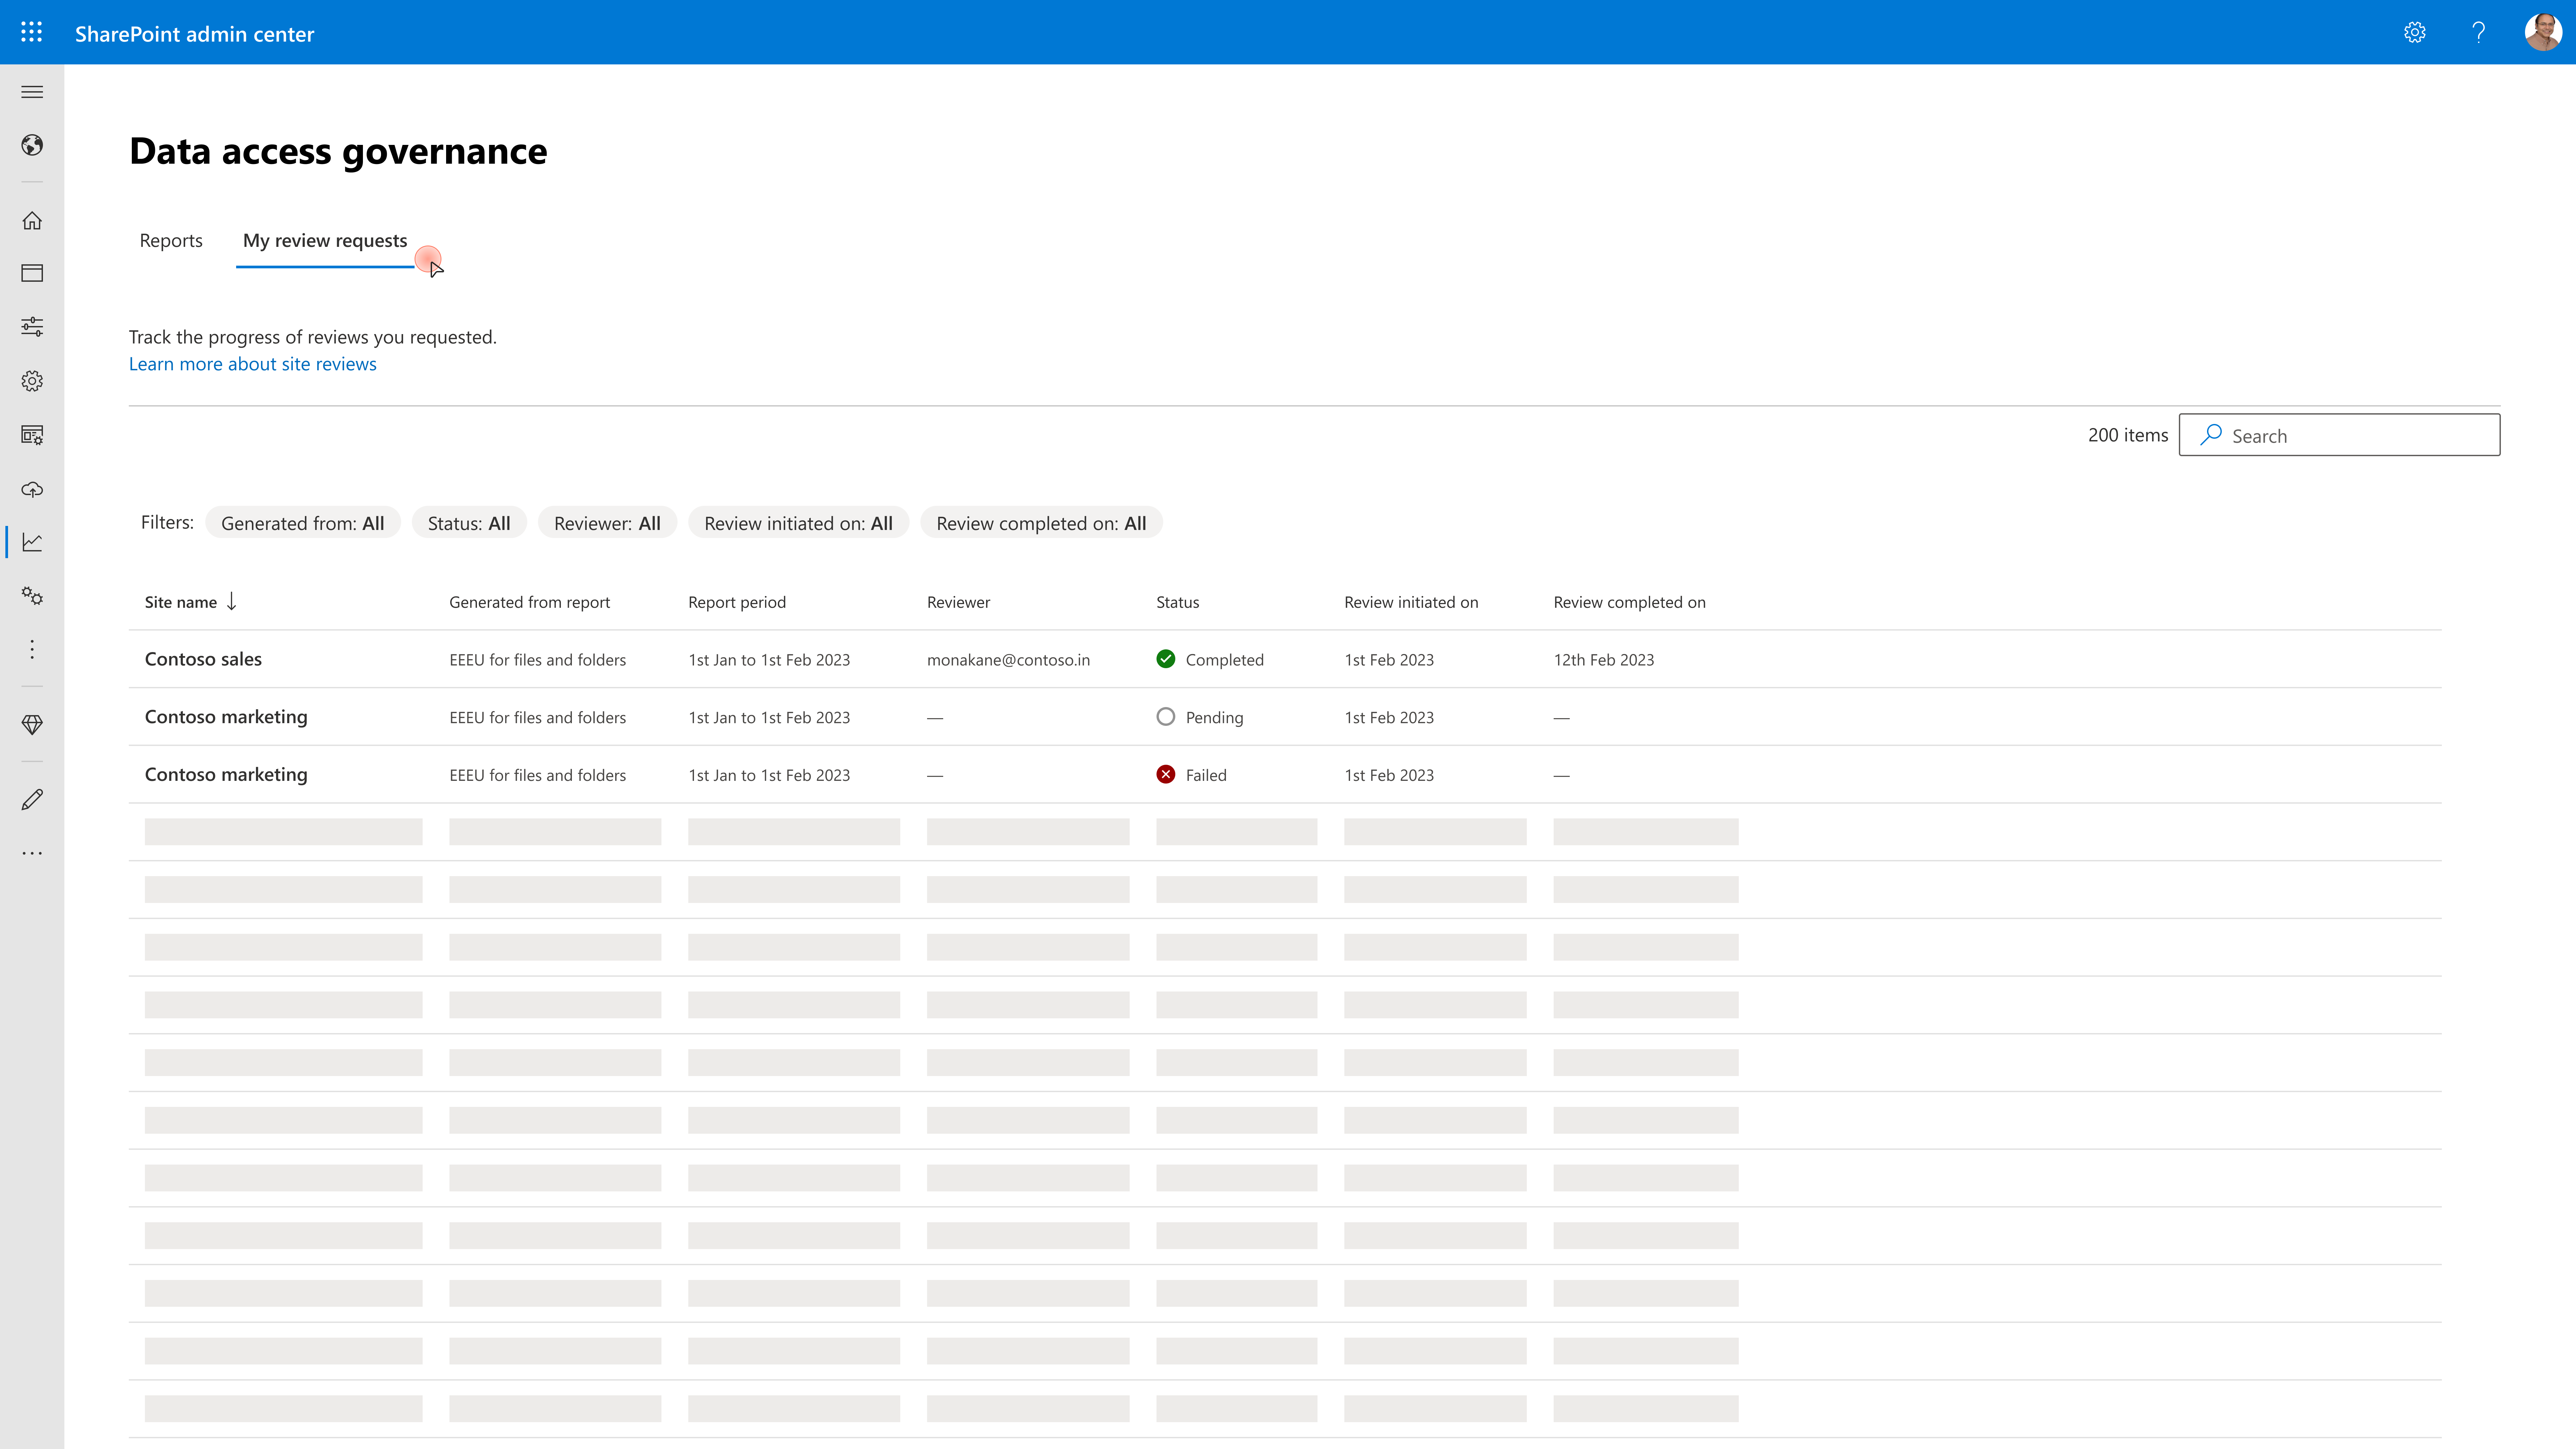 SharePoint admin center
Data access governance
Reports My review requests
Track the progress of reviews you requested.
Learn more about site reviews
200 items Search
Filters: Generated from: All Status: All Reviewer: All Review initiated on: All Review completed on: All
Site name Generated from report Report period Reviewer Status Review initiated on Review completed on
Contoso sales EEEU for files and folders 1st Jan to 1st Feb 2023 monakane@contoso.in Completed 1st Feb 2023 12th Feb 2023
Contoso marketing EEEU for files and folders 1st Jan to 1st Feb 2023 — Pending 1st Feb 2023 —
Contoso marketing EEEU for files and folders 1st Jan to 1st Feb 2023 — Failed 1st Feb 2023 —